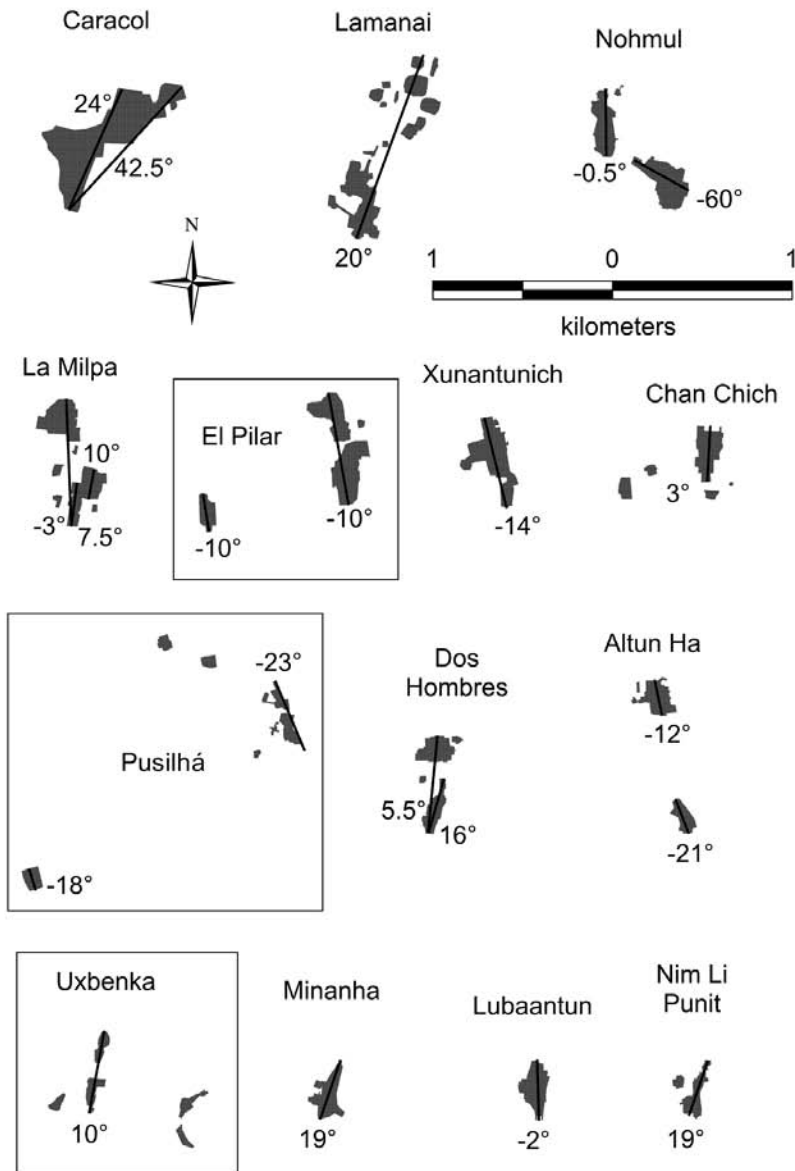 Caracol
24°
42.5°
Lamanai
20°
Nohmul
-0.5°
-60°
N
1 0 1
kilometers
La Milpa
10°
-3°
7.5°
El Pilar
-10°
-10°
Xunantunich
-14°
Chan Chich
3°
Pusilhá
-23°
-18°
Dos
Hombres
5.5°
16°
Altun Ha
-12°
-21°
Uxbenka
10°
Minanha
19°
Lubaantun
-2°
Nim Li
Punit
19°